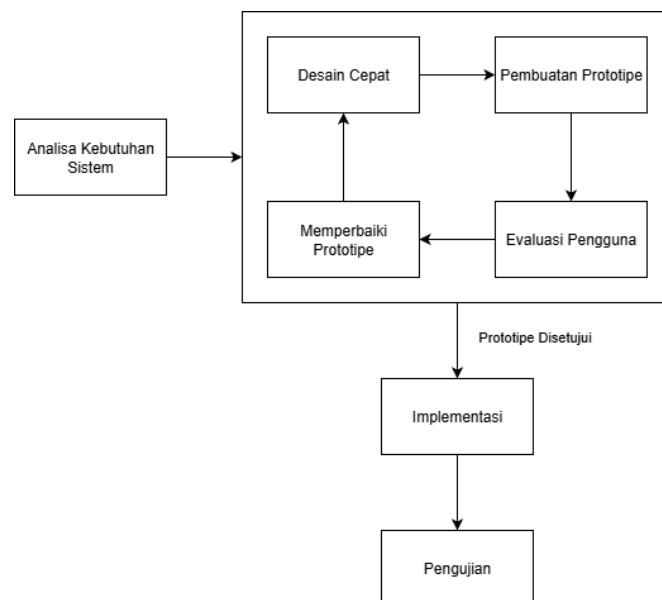 Desain Cepat
Pembuatan Prototipe
Analisa Kebutuhan
Sistem
Memperbaiki
Prototipe
Evaluasi Pengguna
Prototipe Disetujui
Implementasi
Pengujian